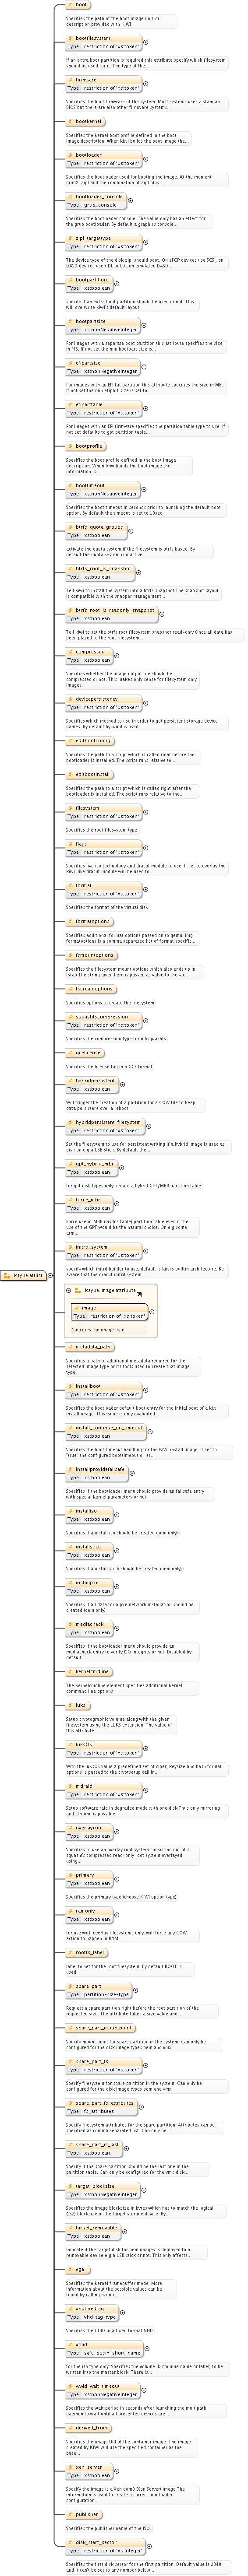 boot
Specifies the path of the boot image (initrd)
description provided with KIWI
bootfilesystem
Type restriction of 'xs:token'
If an extra boot partition is required this attribute specify which filesystem
should be used for it. The type of the...
firmware
Type restriction of 'xs:token'
Specifies the boot firmware of the system. Most systems uses a standard
BIOS but there are also other firmware systems...
bootkernel
Specifies the kernel boot profile defined in the boot
image description. When kiwi builds the boot image the...
bootloader
Type restriction of 'xs:token'
Specifies the bootloader used for booting the image. At the moment
grub2, zipl and the combination of zipl plus...
bootloader_console
Type grub_console
Specifies the bootloader console. The value only has an effect for
the grub bootloader. By default a graphics console...
zipl_targettype
Type restriction of 'xs:token'
The device type of the disk zipl should boot. On zFCP devices use SCSI, on
DASD devices use CDL or LDL on emulated DASD...
bootpartition
Type xs:boolean
specify if an extra boot partition should be used or not. This
will overwrite kiwi's default layout
bootpartsize
Type xs:nonNegativeInteger
For images with a separate boot partition this attribute specifies the size
in MB. If not set the min bootpart size is...
efipartsize
Type xs:nonNegativeInteger
For images with an EFI fat partition this attribute specifies the size in MB.
If not set the min efipart size is set to...
efiparttable
Type restriction of 'xs:token'
For images with an EFI firmware specifies the partition table type to use. If
not set defaults to gpt partition table...
bootprofile
Specifies the boot profile defined in the boot image
description. When kiwi builds the boot image the
information is...
boottimeout
Type xs:nonNegativeInteger
Specifies the boot timeout in seconds prior to launching the default boot
option. By default the timeout is set to 10sec
btrfs_quota_groups
Type xs:boolean
activate the quota system if the filesystem is btrfs based. By
default the quota system is inactive
btrfs_root_is_snapshot
Type xs:boolean
Tell kiwi to install the system into a btrfs snapshot The snapshot layout
is compatible with the snapper management...
btrfs_root_is_readonly_snapshot
Type xs:boolean
Tell kiwi to set the btrfs root filesystem snapshot read-only Once all data has
been placed to the root filesystem...
compressed
Type xs:boolean
Specifies whether the image output file should be
compressed or not. This makes only sense for filesystem only
images.
devicepersistency
Type restriction of 'xs:token'
Specifies which method to use in order to get persistent storage device
names. By default by-uuid is used.
editbootconfig
Specifies the path to a script which is called right before the
bootloader is installed. The script runs relative to...
editbootinstall
Specifies the path to a script which is called right after the
bootloader is installed. The script runs relative to the...
filesystem
Type restriction of 'xs:token'
Specifies the root filesystem type
flags
Type restriction of 'xs:token'
Specifies live iso technology and dracut module to use. If set to overlay the
kiwi-live dracut module will be used to...
format
Type restriction of 'xs:token'
Specifies the format of the virtual disk.
formatoptions
Specifies additional format options passed on to qemu-img
formatoptions is a comma separated list of format specific...
fsmountoptions
Specifies the filesystem mount options which also ends up in
fstab The string given here is passed as value to the -o...
fscreateoptions
Specifies options to create the filesystem
squashfscompression
Type restriction of 'xs:token'
Specifies the compression type for mksquashfs
gcelicense
Specifies the license tag in a GCE format
hybridpersistent
Type xs:boolean
Will trigger the creation of a partition for a COW file to keep
data persistent over a reboot
hybridpersistent_filesystem
Type restriction of 'xs:token'
Set the filesystem to use for persistent writing if a hybrid image is used as
disk on e.g a USB Stick. By default the...
gpt_hybrid_mbr
Type xs:boolean
for gpt disk types only: create a hybrid GPT/MBR partition table
force_mbr
Type xs:boolean
Force use of MBR (msdos table) partition table even if the
use of the GPT would be the natural choice. On e.g some
arm...
initrd_system
Type restriction of 'xs:token'
specify which initrd builder to use, default is kiwi's builtin architecture. Be
aware that the dracut initrd system...
k.type.attlist
k.type.image.attribute
image
Type restriction of 'xs:token'
Specifies the image type
metadata_path
Specifies a path to additional metadata required for the
selected image type or its tools used to create that image
type
installboot
Type restriction of 'xs:token'
Specifies the bootloader default boot entry for the initial boot of a kiwi
install image. This value is only evaluated...
install_continue_on_timeout
Type xs:boolean
Specifies the boot timeout handling for the KIWI install image. If set to
"true" the configured boottimeout or its...
installprovidefailsafe
Type xs:boolean
Specifies if the bootloader menu should provide an failsafe entry
with special kernel parameters or not
installiso
Type xs:boolean
Specifies if a install iso should be created (oem only)
installstick
Type xs:boolean
Specifies if a install stick should be created (oem only)
installpxe
Type xs:boolean
Specifies if all data for a pxe network installation should be
created (oem only)
mediacheck
Type xs:boolean
Specifies if the bootloader menu should provide an
mediacheck entry to verify ISO integrity or not. Disabled by
default...
kernelcmdline
The kernelcmdline element specifies additional kernel
command line options
luks
Setup cryptographic volume along with the given
filesystem using the LUKS extension. The value of
this attribute...
luksOS
Type restriction of 'xs:token'
With the luksOS value a predefined set of ciper, keysize and hash format
options is passed to the cryptsetup call in...
mdraid
Type restriction of 'xs:token'
Setup software raid in degraded mode with one disk Thus only mirroring
and striping is possible
overlayroot
Type xs:boolean
Specifies to use an overlay root system consisting out of a
squashfs compressed read-only root system overlayed
using...
primary
Type xs:boolean
Specifies the primary type (choose KIWI option type)
ramonly
Type xs:boolean
For use with overlay filesystems only: will force any COW
action to happen in RAM
rootfs_label
label to set for the root filesystem. By default ROOT is
used
spare_part
Type partition-size-type
Request a spare partition right before the root partition of the
requested size. The attribute takes a size value and...
spare_part_mountpoint
Specify mount point for spare partition in the system. Can only be
configured for the disk image types oem and vmx
spare_part_fs
Type restriction of 'xs:token'
Specify filesystem for spare partition in the system. Can only be
configured for the disk image types oem and vmx
spare_part_fs_attributes
Type fs_attributes
Specify filesystem attributes for the spare partition. Attributes can be
specified as comma separated list. Can only be...
spare_part_is_last
Type xs:boolean
Specify if the spare partition should be the last one in the
partition table. Can only be configured for the vmx disk...
target_blocksize
Type xs:nonNegativeInteger
Specifies the image blocksize in bytes which has to match the logical
(SSZ) blocksize of the target storage device. By...
target_removable
Type xs:boolean
Indicate if the target disk for oem images is deployed to a
removable device e.g a USB stick or not. This only affects...
vga
Specifies the kernel framebuffer mode. More
information about the possible values can be
found by calling hwinfo...
vhdfixedtag
Type vhd-tag-type
Specifies the GUID in a fixed format VHD
volid
Type safe-posix-short-name
For the iso type only: Specifies the volume ID (volume name or label) to be
written into the master block. There is...
wwid_wait_timeout
Type xs:nonNegativeInteger
Specifies the wait period in seconds after launching the multipath
daemon to wait until all presented devices are...
derived_from
Specifies the image URI of the container image. The image
created by KIWI will use the specified container as the
base...
xen_server
Type xs:boolean
Specify the image is a Xen dom0 (Xen Server) image The
information is used to create a correct bootloader
configuration...
publisher
Specifies the publisher name of the ISO.
disk_start_sector
Type restriction of 'xs:integer'
Specifies the first disk sector for the first partition. Default value is 2048
and it can't be set to any number below...